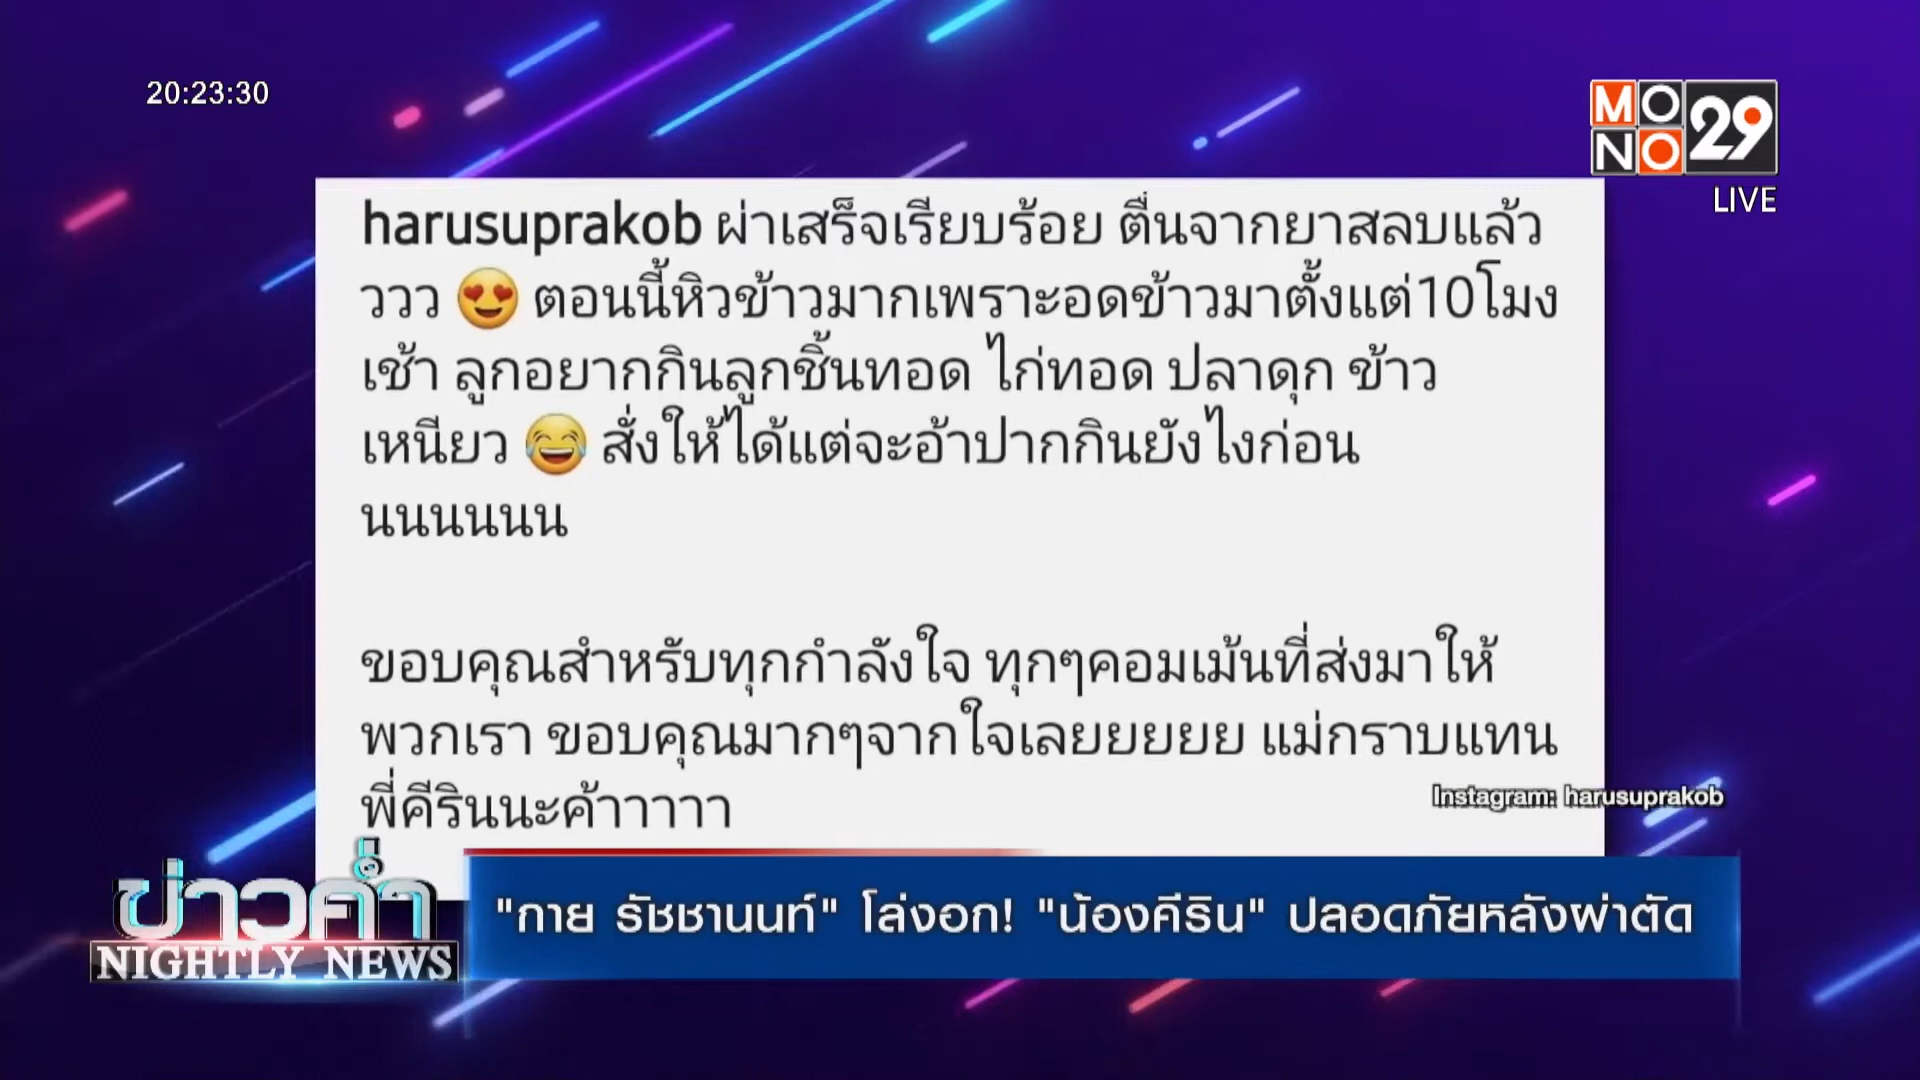 20:23:30
MONO 29
LIVE
harusuprakob ผ่าเสร็จเรียบร้อย ตื่นจากยาสลบแล้ว
ววว 😍 ตอนนี้หิวข้าวมากเพราะอดข้าวมาตั้งแต่10โมง
เช้า ลูกอยากกินลูกชิ้นทอด ไก่ทอด ปลาดุก ข้าว
เหนียว 😂 สั่งให้ได้แต่จะอ้าปากกินยังไงก่อน
นนนนนน
ขอบคุณสำหรับทุกกำลังใจ ทุกๆคอมเม้นที่ส่งมาให้
พวกเรา ขอบคุณมากๆจากใจเลยยยยย แม่กราบแทน
พี่คีรินนะค้าาาาา
Instagram: harusuprakob
ข่าวค่ำ
NIGHTLY NEWS
"กาย รัชชานนท์" โล่งอก! "น้องคีริน" ปลอดภัยหลังผ่าตัด